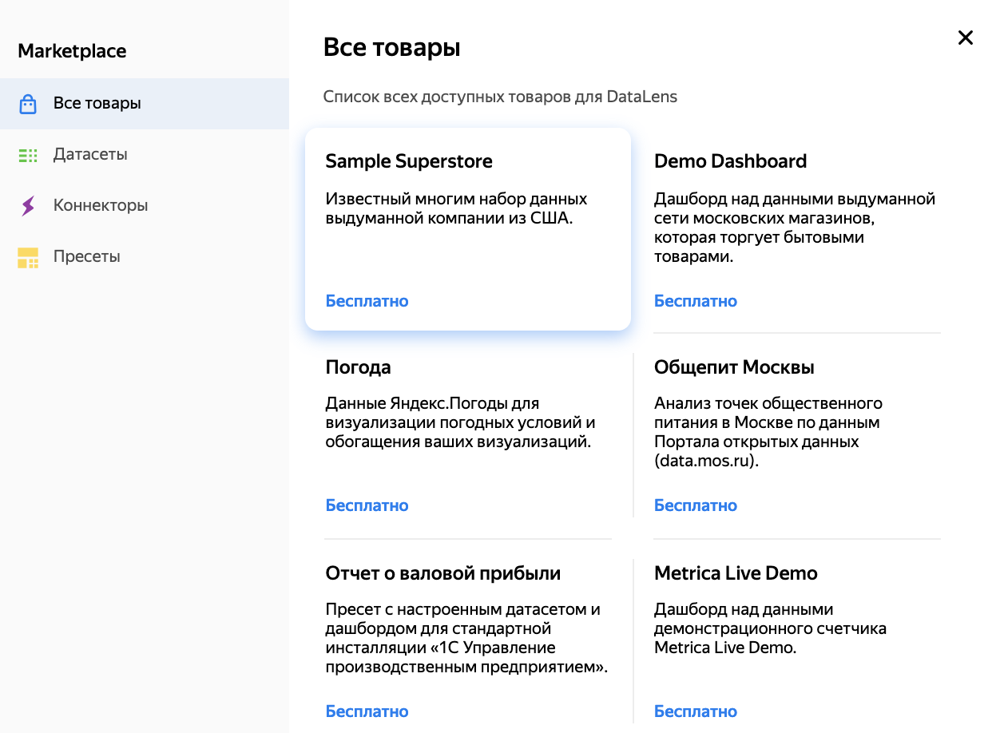 Marketplace
Все товары
Датасеты
Коннекторы
Пресеты
Все товары
Список всех доступных товаров для DataLens
Sample Superstore
Известный многим набор данных
выдуманной компании из США.
Бесплатно
Demo Dashboard
Дашборд над данными выдуманной
сети московских магазинов,
которая торгует бытовыми
товарами.
Бесплатно
Погода
Данные Яндекс.Погоды для
визуализации погодных условий и
обогащения ваших визуализаций.
Бесплатно
Общепит Москвы
Анализ точек общественного
питания в Москве по данным
Портала открытых данных
(data.mos.ru).
Бесплатно
Отчет о валовой прибыли
Пресет с настроенным датасетом и
дашбордом для стандартной
инсталляции «1С Управление
производственным предприятием».
Бесплатно
Metrica Live Demo
Дашборд над данными
демонстрационного счетчика
Metrica Live Demo.
Бесплатно